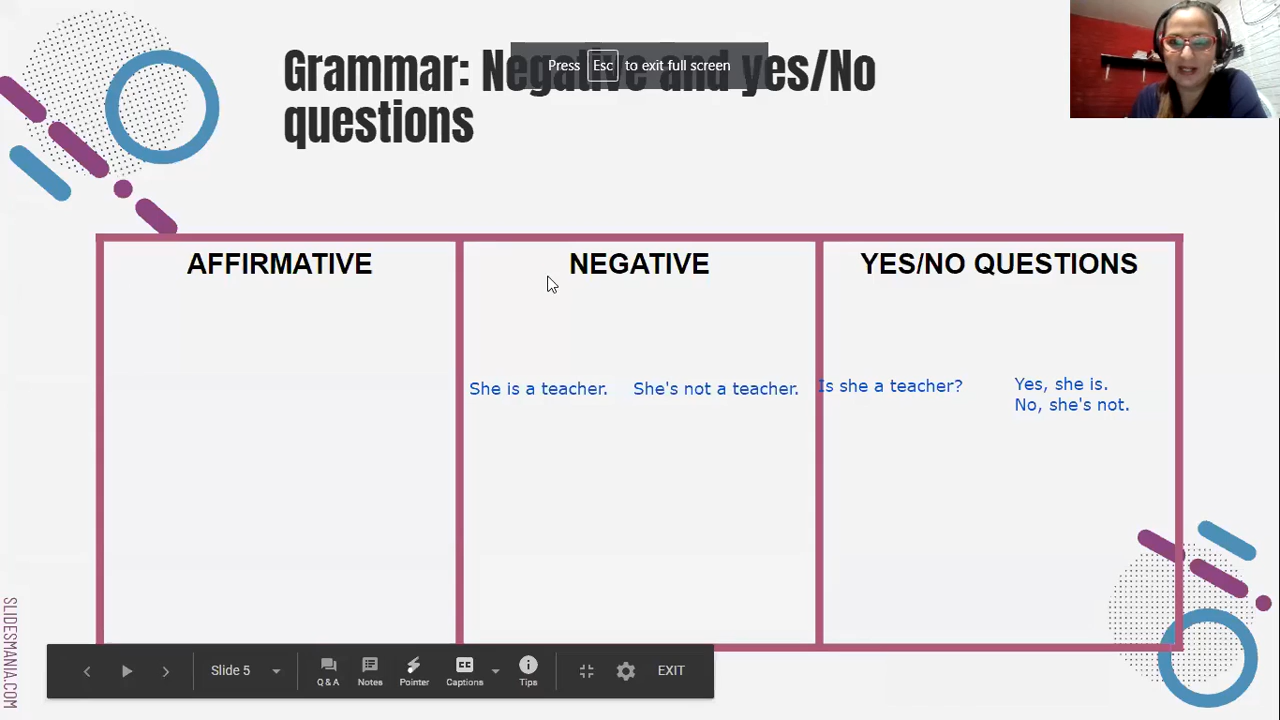 Grammar: Negative and yes/No
questions
Press Esc to exit full screen
AFFIRMATIVE
NEGATIVE
YES/NO QUESTIONS
She is a teacher.
She's not a teacher.
Is she a teacher?
Yes, she is.
No, she's not.
SLIDESMANIA.COM
Slide 5
Q & A
Notes
Pointer
Captions
Tips
EXIT